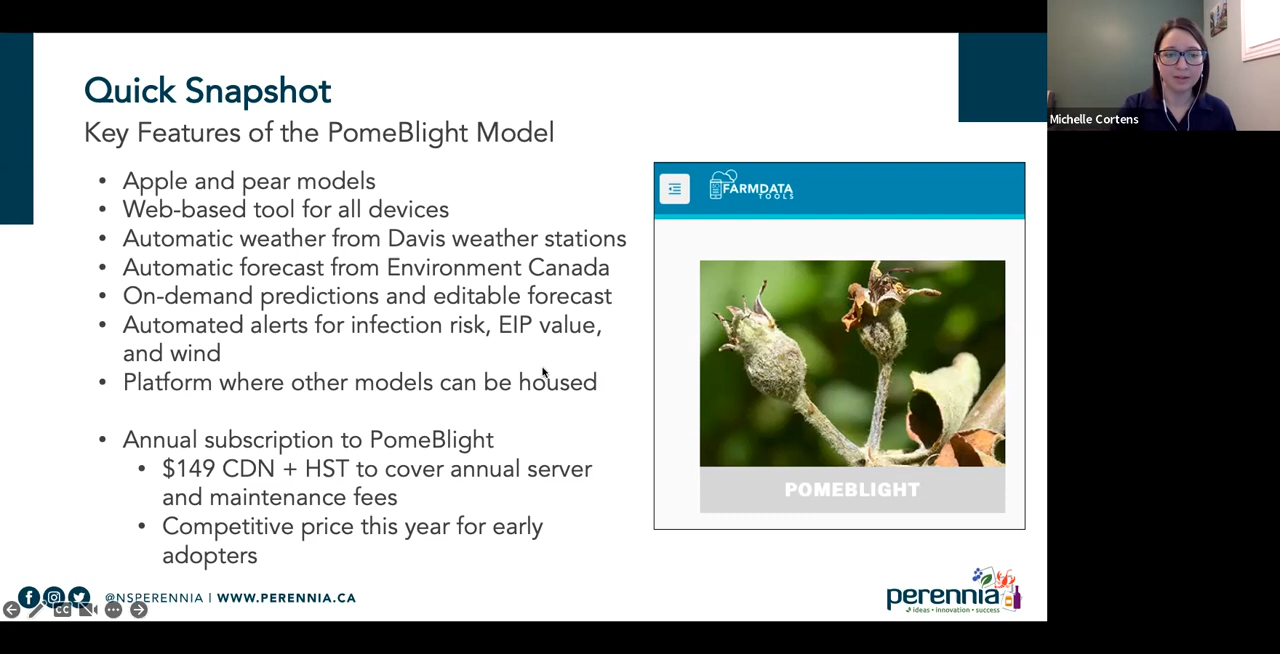 Quick Snapshot
Key Features of the PomeBlight Model
• Apple and pear models
• Web-based tool for all devices
• Automatic weather from Davis weather stations
• Automatic forecast from Environment Canada
• On-demand predictions and editable forecast
• Automated alerts for infection risk, EIP value,
and wind
• Platform where other models can be housed
• Annual subscription to PomeBlight
• $149 CDN + HST to cover annual server
and maintenance fees
• Competitive price this year for early
adopters
FARMDATA
TOOLS
POMEBLIGHT
@NSPERENNIA | WWW.PERENNIA.CA
CC
perennia
ideas • innovation • success
Michelle Cortens